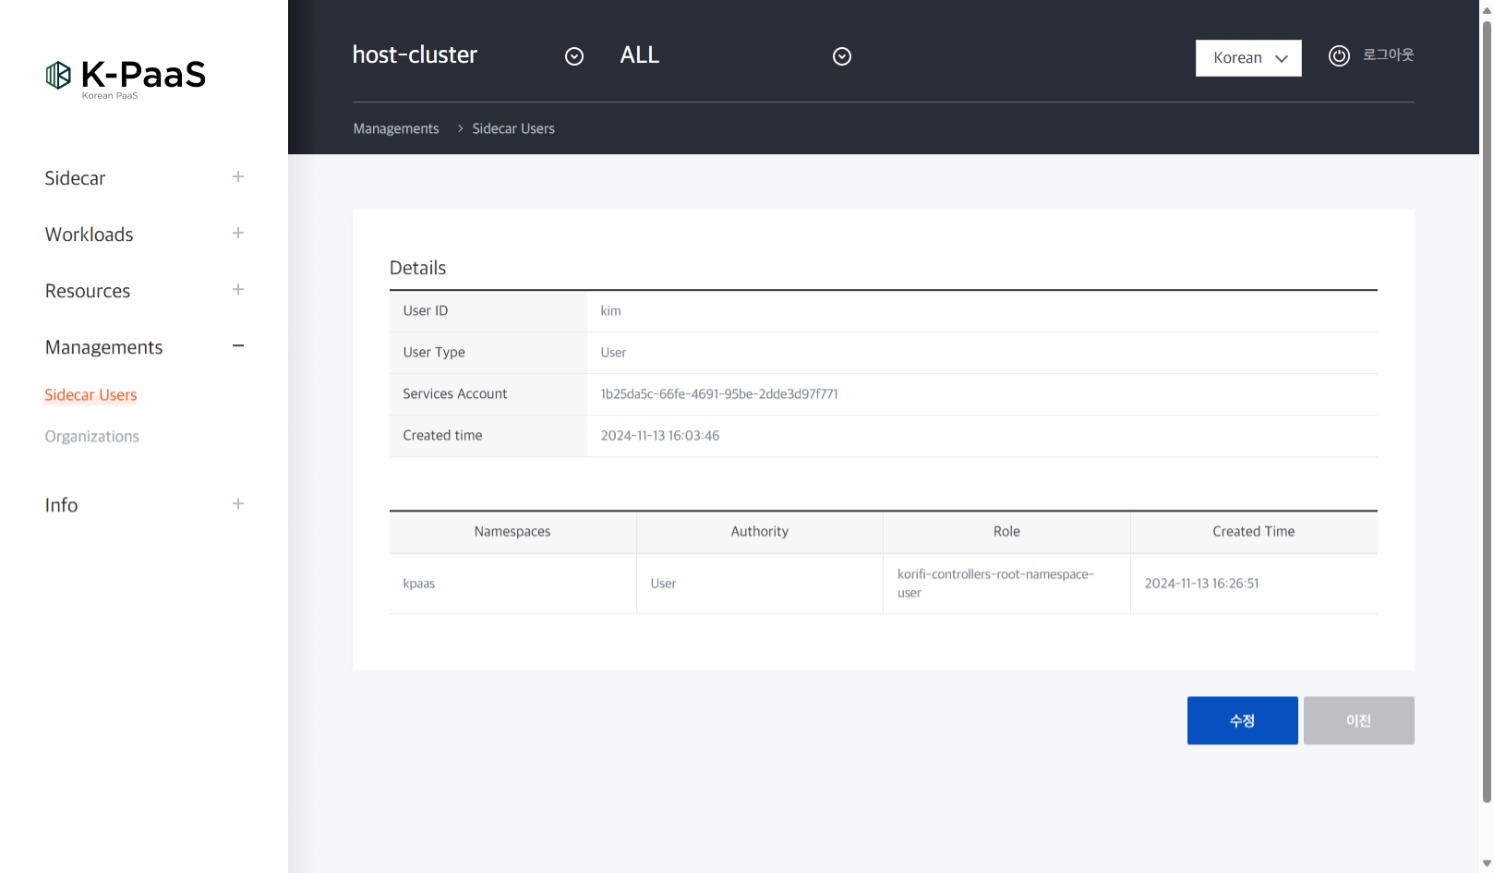 K-PaaS
Korean PaaS
host-cluster
ALL
Korean
로그아웃
Managements > Sidecar Users
Sidecar
Workloads
Resources
Managements
Sidecar Users
Organizations
Info
Details
User ID kim
User Type User
Services Account 1b25da5c-66fe-4691-95be-2dde3d97f771
Created time 2024-11-13 16:03:46
Namespaces Authority Role Created Time
kpaas User korifi-controllers-root-namespace-user 2024-11-13 16:26:51
수정
이전